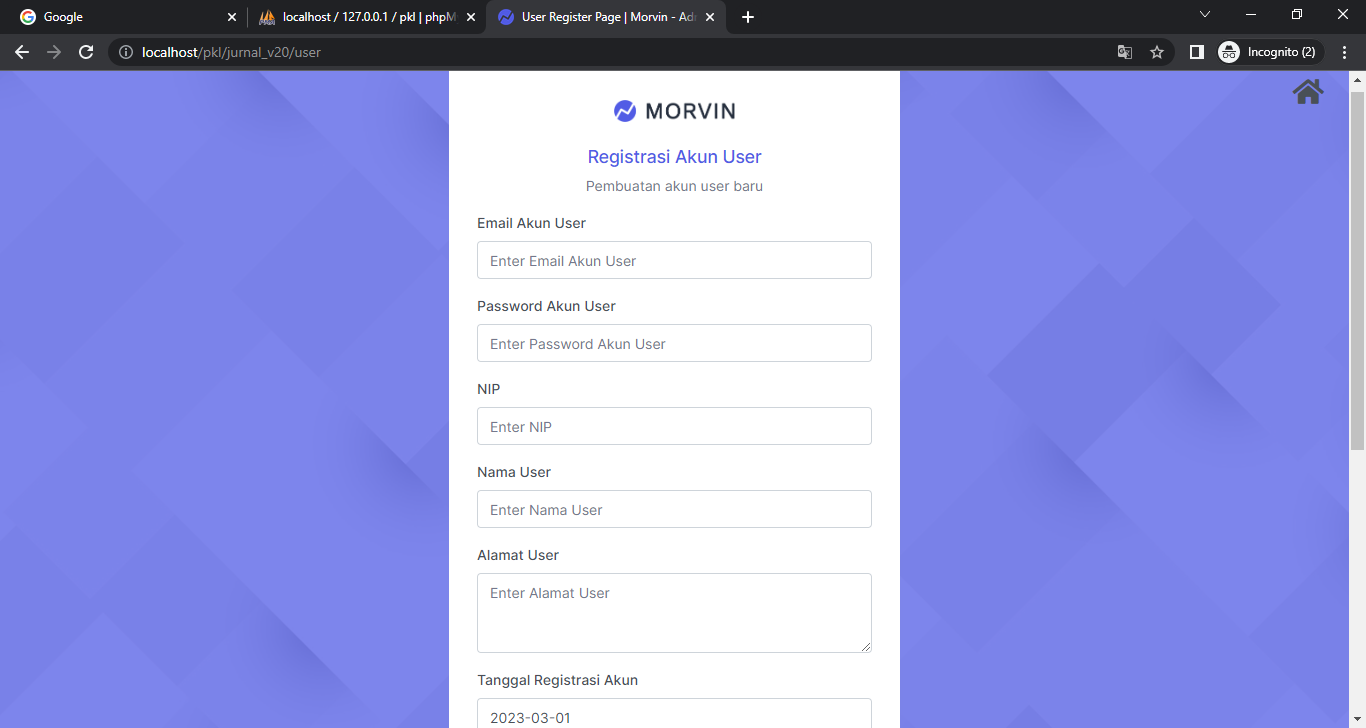 Google
localhost / 127.0.0.1 / pkl | phpM
User Register Page | Morvin - Adm
localhost/pkl/jurnal_v20/user
Incognito (2)
MORVIN
Registrasi Akun User
Pembuatan akun user baru
Email Akun User
Enter Email Akun User
Password Akun User
Enter Password Akun User
NIP
Enter NIP
Nama User
Enter Nama User
Alamat User
Enter Alamat User
Tanggal Registrasi Akun
2023-03-01